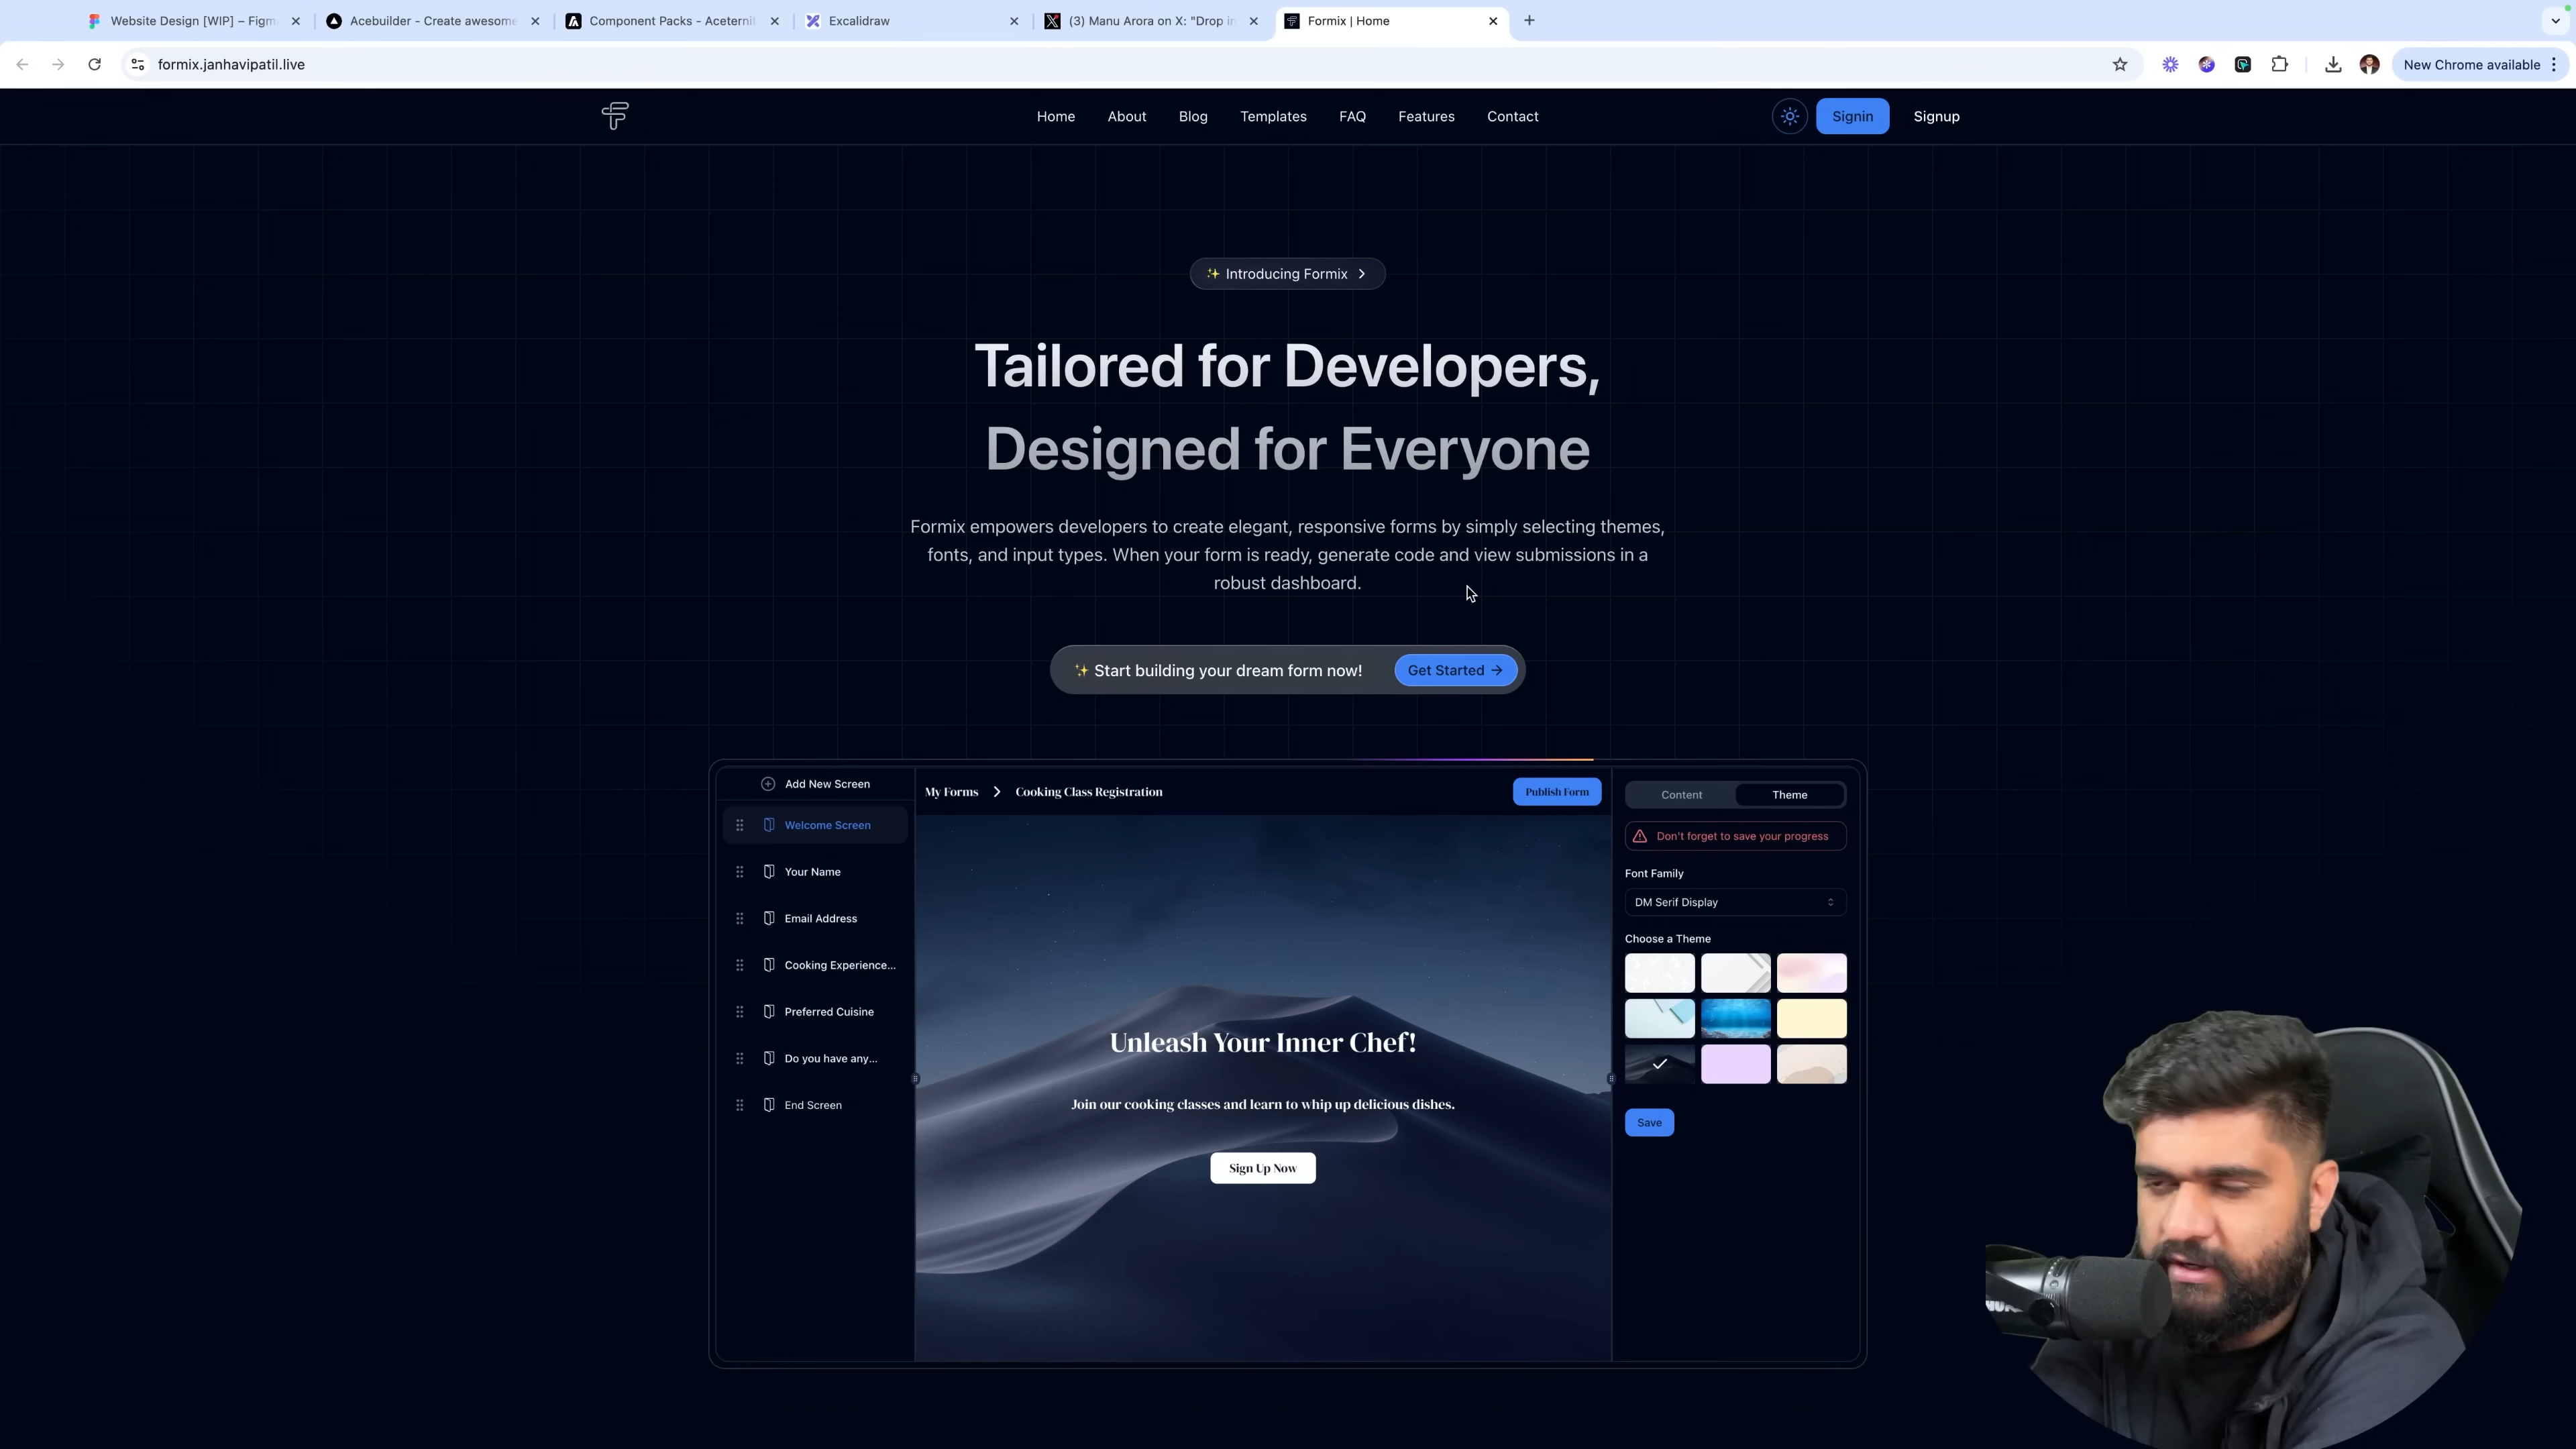 Website Design [WIP] – Figm
Acebuilder - Create awesome
Component Packs - Aceternit
Excalidraw
(3) Manu Arora on X: "Drop in
Formix | Home
formix.janhavipatil.live
New Chrome available
Home
About
Blog
Templates
FAQ
Features
Contact
Signin
Signup
✨ Introducing Formix >
Tailored for Developers,
Designed for Everyone
Formix empowers developers to create elegant, responsive forms by simply selecting themes,
fonts, and input types. When your form is ready, generate code and view submissions in a
robust dashboard.
✨ Start building your dream form now!
Get Started →
Add New Screen
Welcome Screen
Your Name
Email Address
Cooking Experience...
Preferred Cuisine
Do you have any...
End Screen
My Forms > Cooking Class Registration
Publish Form
Unleash Your Inner Chef!
Join our cooking classes and learn to whip up delicious dishes.
Sign Up Now
Content
Theme
Don't forget to save your progress
Font Family
DM Serif Display
Choose a Theme
Save